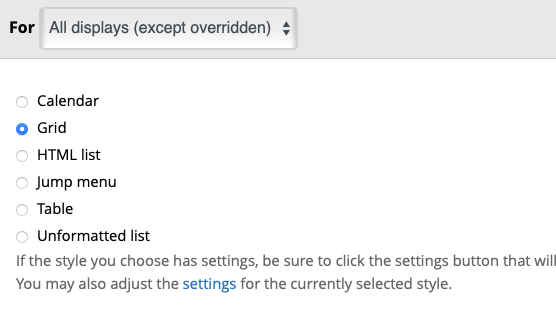 For All displays (except overridden)
Calendar
Grid
HTML list
Jump menu
Table
Unformatted list
If the style you choose has settings, be sure to click the settings button that will
You may also adjust the settings for the currently selected style.